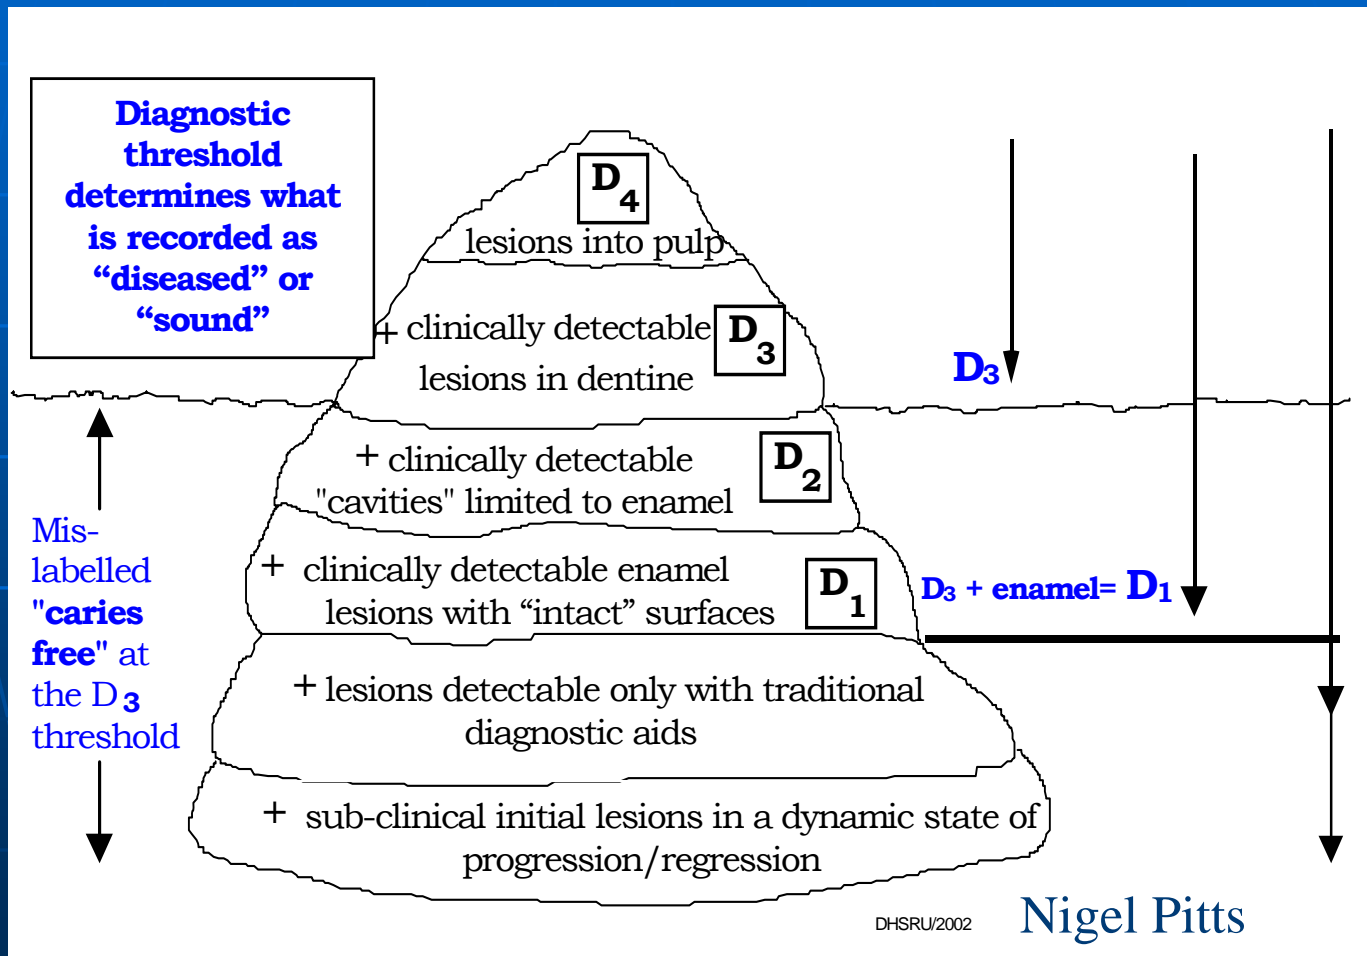 Diagnostic
threshold
determines what
is recorded as
“diseased” or
“sound”
D4
lesions into pulp
+ clinically detectable
lesions in dentine
D3
D3
+ clinically detectable
"cavities" limited to enamel
D2
+ clinically detectable enamel
lesions with “intact” surfaces
D1
D3 + enamel= D1
Mis-
labelled
"caries
free" at
the D 3
threshold
+ lesions detectable only with traditional
diagnostic aids
+ sub-clinical initial lesions in a dynamic state of
progression/regression
DHSRU/2002
Nigel Pitts